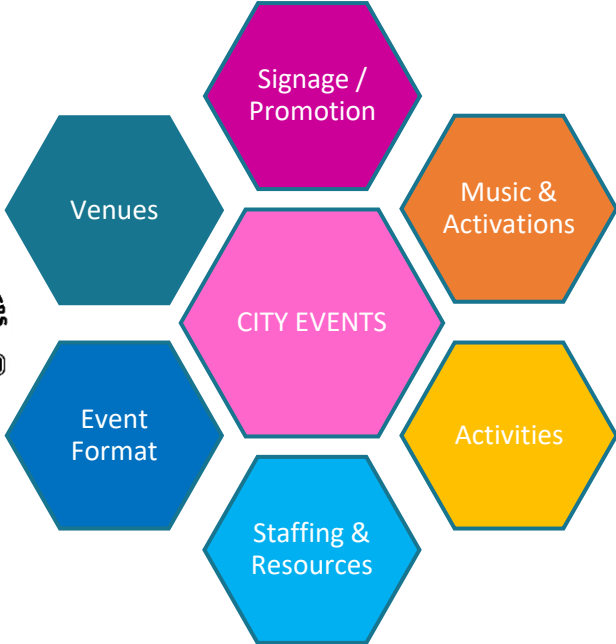 Signage /
Promotion
Venues
Music &
Activations
CITY EVENTS
Event
Format
Activities
Staffing &
Resources